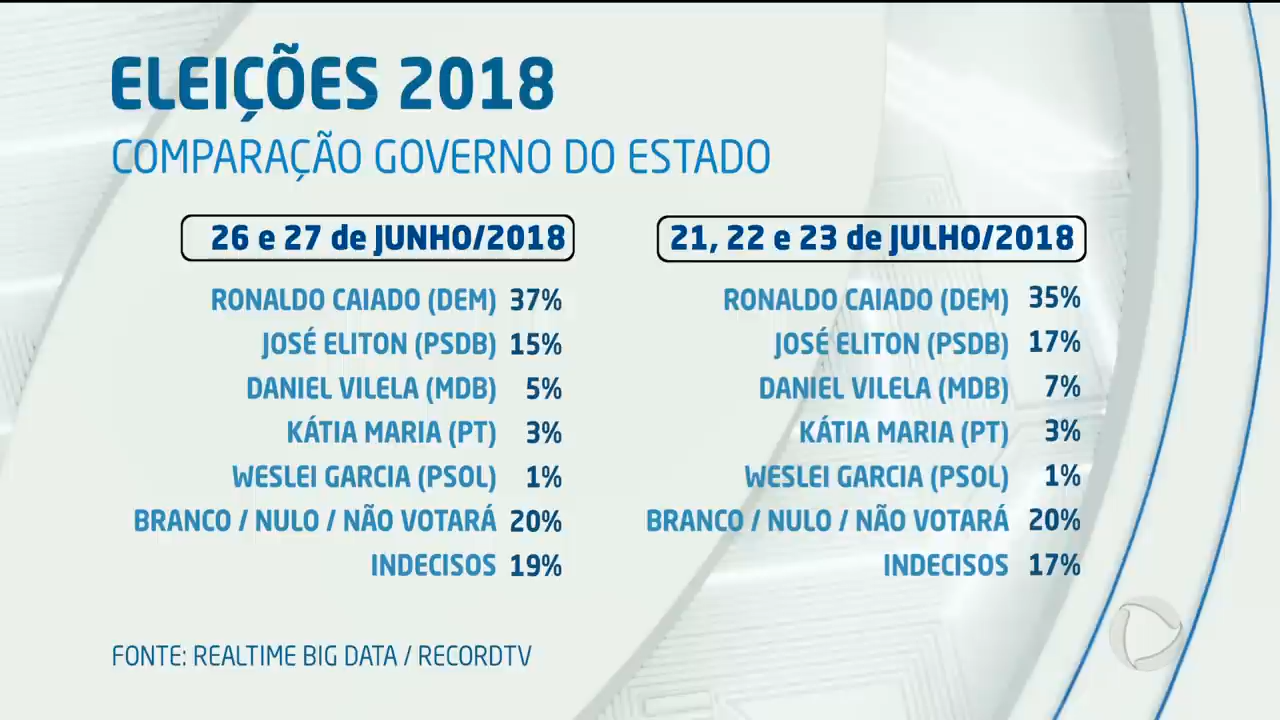 ELEIÇÕES 2018
COMPARAÇÃO GOVERNO DO ESTADO
26 e 27 de JUNHO/2018
RONALDO CAIADO (DEM) 37%
JOSÉ ELITON (PSDB) 15%
DANIEL VILELA (MDB) 5%
KÁTIA MARIA (PT) 3%
WESLEI GARCIA (PSOL) 1%
BRANCO / NULO / NÃO VOTARÁ 20%
INDECISOS 19%
21, 22 e 23 de JULHO/2018
RONALDO CAIADO (DEM) 35%
JOSÉ ELITON (PSDB) 17%
DANIEL VILELA (MDB) 7%
KÁTIA MARIA (PT) 3%
WESLEI GARCIA (PSOL) 1%
BRANCO / NULO / NÃO VOTARÁ 20%
INDECISOS 17%
FONTE: REALTIME BIG DATA / RECORDTV